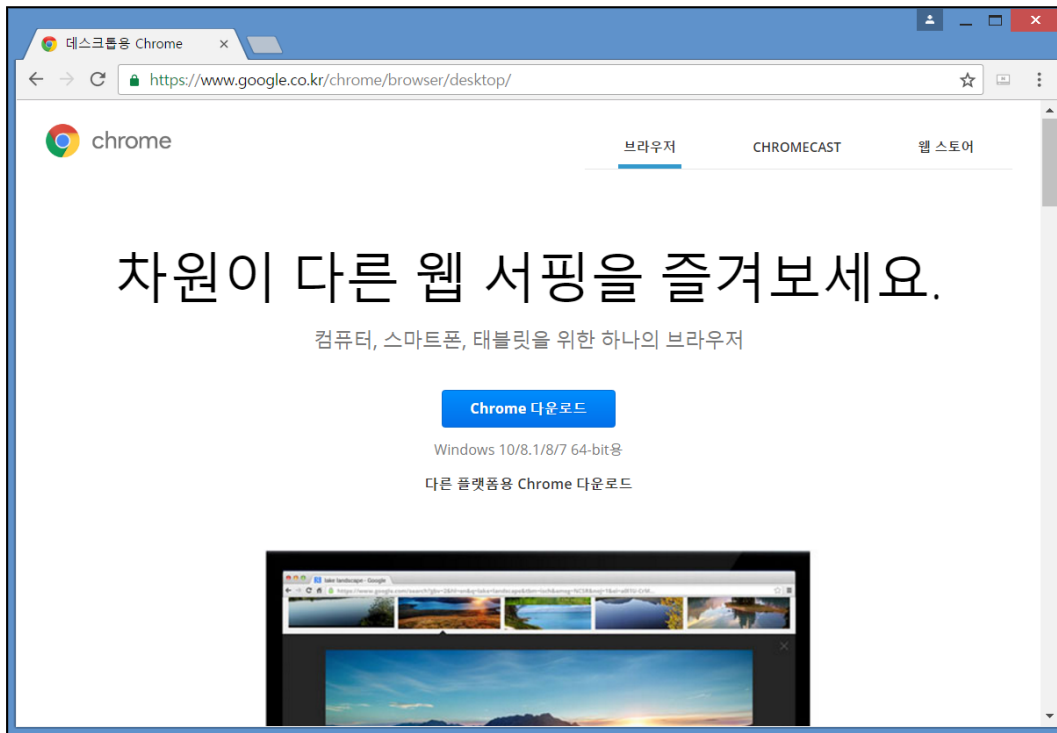 데스크톱용 Chrome
https://www.google.co.kr/chrome/browser/desktop/
chrome
브라우저 CHROMECAST 웹 스토어
차원이 다른 웹 서핑을 즐겨보세요.
컴퓨터, 스마트폰, 태블릿을 위한 하나의 브라우저
Chrome 다운로드
Windows 10/8.1/8/7 64-bit용
다른 플랫폼용 Chrome 다운로드
lake landscape - Google